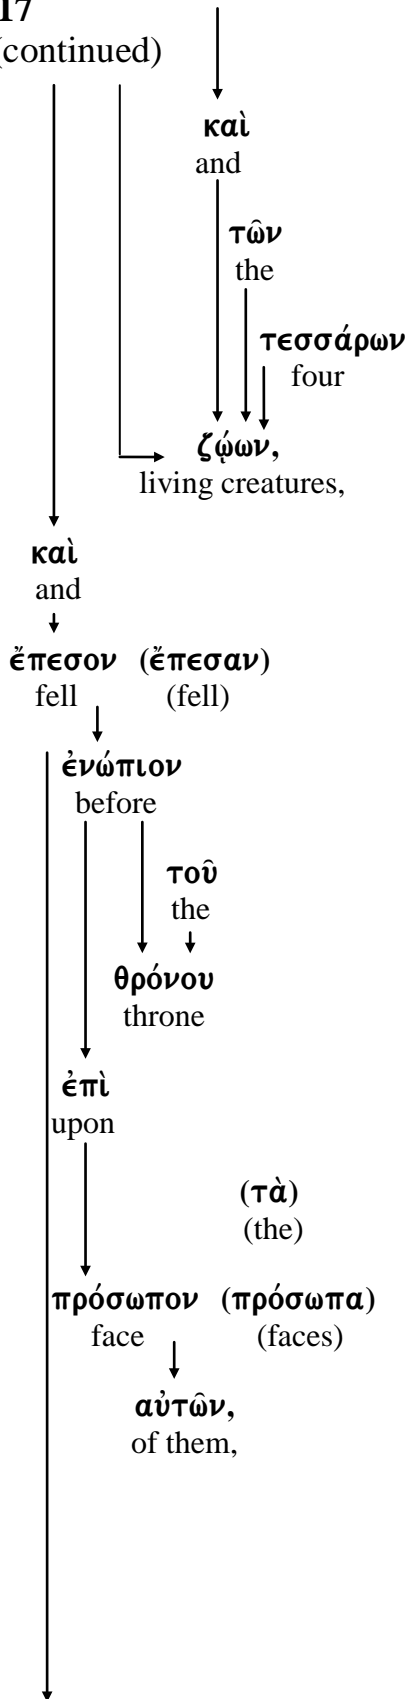 17
(continued)
καὶ
and
τῶν
the
τεσσάρων
four
ζῴων,
living creatures,
καὶ
and
ἔπεσον (ἔπεσαν)
fell (fell)
ἐνώπιον
before
τοῦ
the
θρόνου
throne
ἐπὶ
upon
(τὰ)
(the)
πρόσωπον (πρόσωπα)
face (faces)
αὐτῶν,
of them,